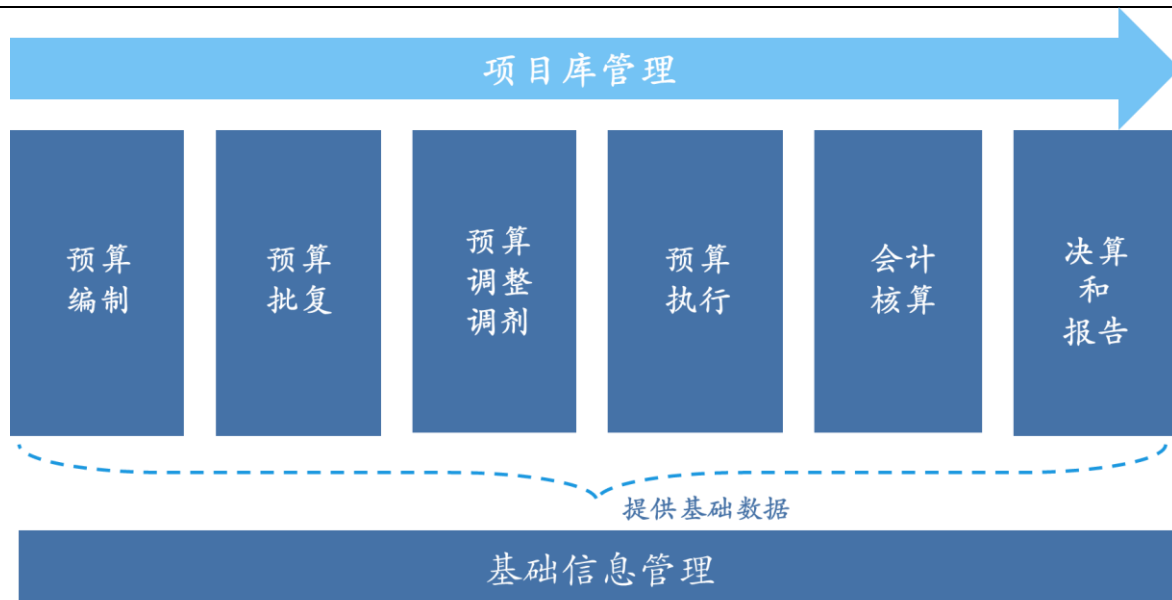 项目库管理
预算
编制
预算
批复
预算
调整
调剂
预算
执行
会计
核算
决算
和
报告
提供基础数据
基础信息管理